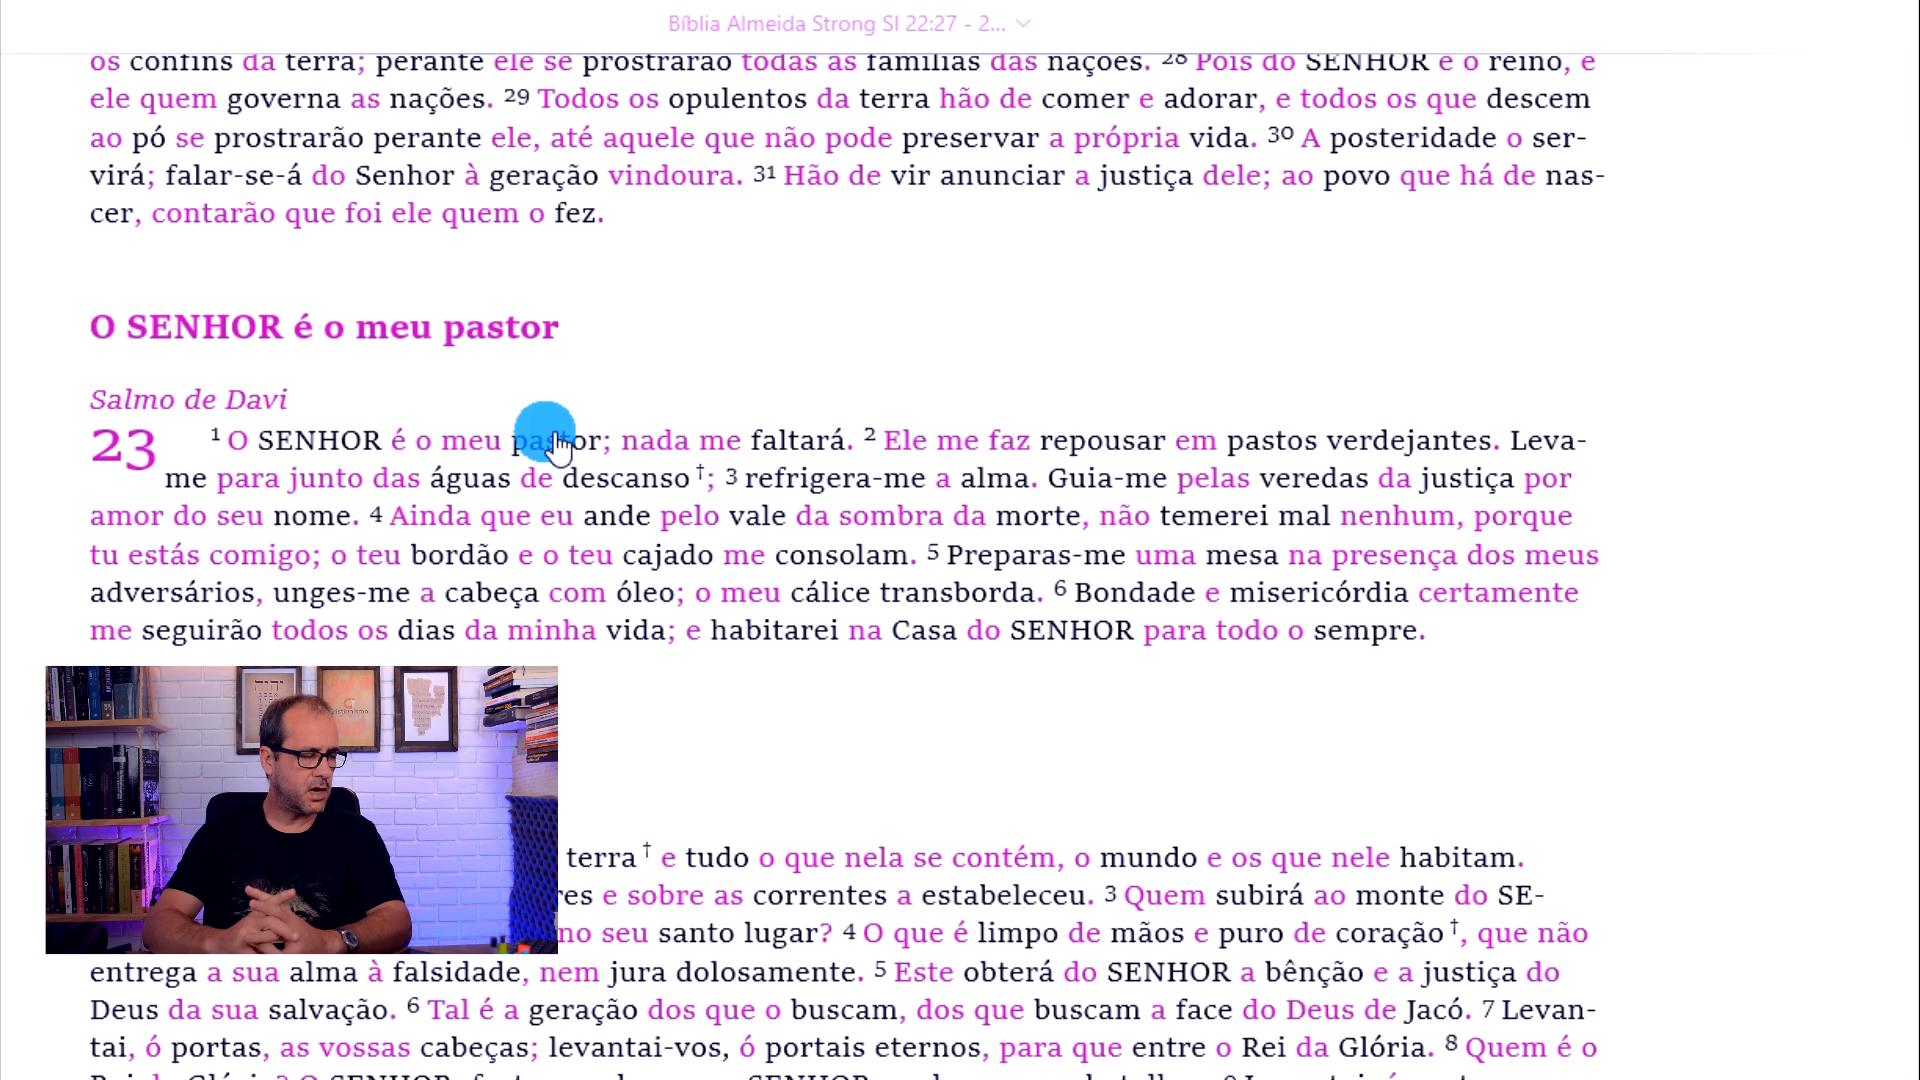 Bíblia Almeida Strong Sl 22:27 - 2...
os confins da terra; perante ele se prostrarão todas as famílias das nações. 28 Pois do SENHOR é o reino, é
ele quem governa as nações. 29 Todos os opulentos da terra hão de comer e adorar, e todos os que descem
ao pó se prostrarão perante ele, até aquele que não pode preservar a própria vida. 30 A posteridade o ser-
virá; falar-se-á do Senhor à geração vindoura. 31 Hão de vir anunciar a justiça dele; ao povo que há de nas-
cer, contarão que foi ele quem o fez.
O SENHOR é o meu pastor
Salmo de Davi
23 1 O SENHOR é o meu pastor; nada me faltará. 2 Ele me faz repousar em pastos verdejantes. Leva-
me para junto das águas de descanso†; 3 refrigera-me a alma. Guia-me pelas veredas da justiça por
amor do seu nome. 4 Ainda que eu ande pelo vale da sombra da morte, não temerei mal nenhum, porque
tu estás comigo; o teu bordão e o teu cajado me consolam. 5 Preparas-me uma mesa na presença dos meus
adversários, unges-me a cabeça com óleo; o meu cálice transborda. 6 Bondade e misericórdia certamente
me seguirão todos os dias da minha vida; e habitarei na Casa do SENHOR para todo o sempre.
terra† e tudo o que nela se contém, o mundo e os que nele habitam.
res e sobre as correntes a estabeleceu. 3 Quem subirá ao monte do SE-
no seu santo lugar? 4 O que é limpo de mãos e puro de coração†, que não
entrega a sua alma à falsidade, nem jura dolosamente. 5 Este obterá do SENHOR a bênção e a justiça do
Deus da sua salvação. 6 Tal é a geração dos que o buscam, dos que buscam a face do Deus de Jacó. 7 Levan-
tai, ó portas, as vossas cabeças; levantai-vos, ó portais eternos, para que entre o Rei da Glória. 8 Quem é o